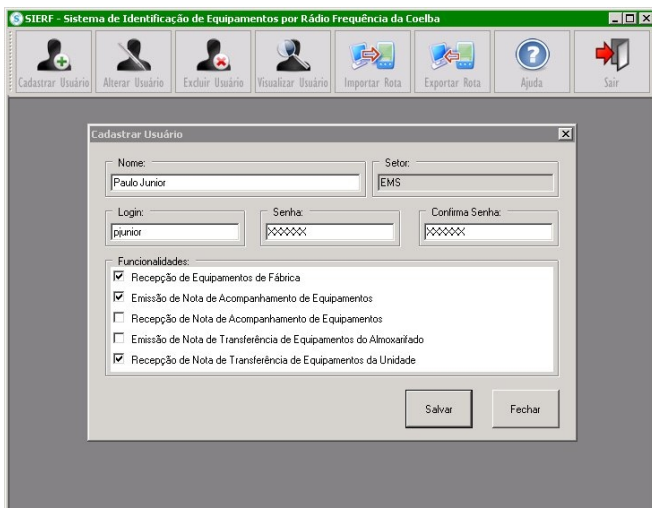 SIERF - Sistema de Identificação de Equipamentos por Rádio Frequência da Coelba
Cadastrar Usuário Alterar Usuário Excluir Usuário Visualizar Usuário Importar Rota Exportar Rota Ajuda Sair
Cadastrar Usuário
Nome: Setor:
Paulo Junior EMS
Login: Senha: Confirma Senha:
pjunior XXXXXX XXXXXX
Funcionalidades:
Recepção de Equipamentos de Fábrica
Emissão de Nota de Acompanhamento de Equipamentos
Recepção de Nota de Acompanhamento de Equipamentos
Emissão de Nota de Transferência de Equipamentos do Almoxarifado
Recepção de Nota de Transferência de Equipamentos da Unidade
Salvar Fechar